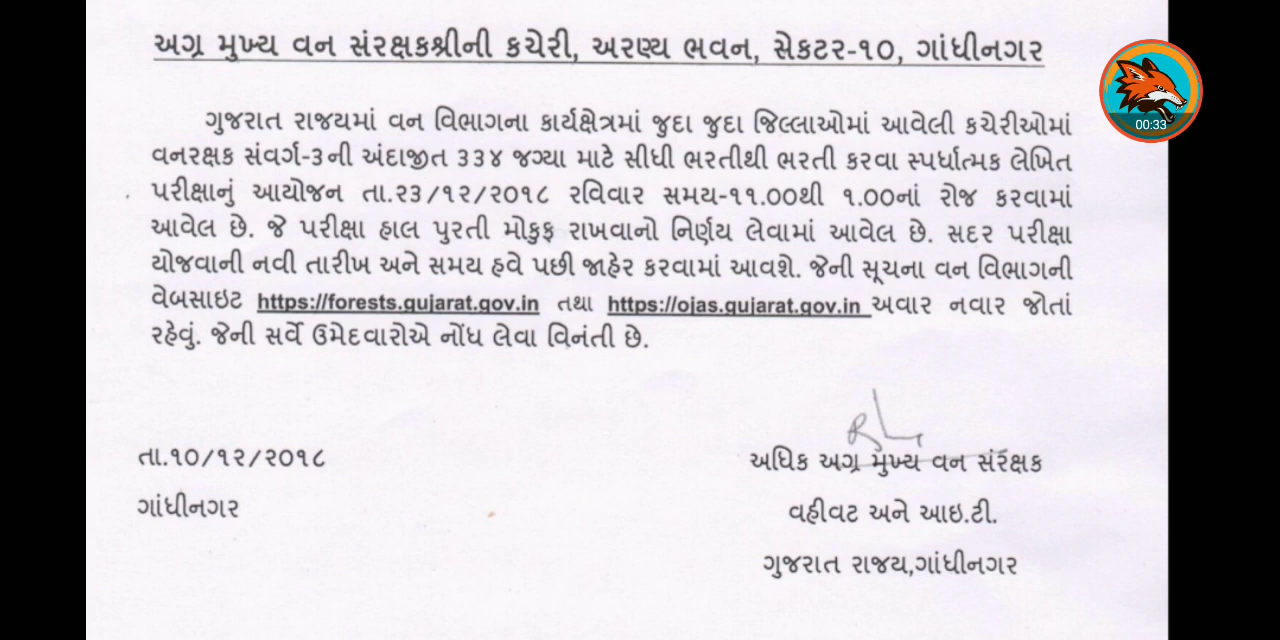 અગ્ર મુખ્ય વન સંરક્ષકશ્રીની કચેરી, અરણ્ય ભવન, સેકટર-૧૦, ગાંધીનગર
00:33
ગુજરાત રાજયમાં વન વિભાગના કાર્યક્ષેત્રમાં જુદા જુદા જિલ્લાઓમાં આવેલી કચેરીઓમાં
વનરક્ષક સંવર્ગ-૩ની અંદાજીત ૩૩૪ જગ્યા માટે સીધી ભરતીથી ભરતી કરવા સ્પર્ધાત્મક લેખિત
પરીક્ષાનું આયોજન તા.૨૩/૧૨/૨૦૧૮ રવિવાર સમય-૧૧.૦૦થી ૧.૦૦નાં રોજ કરવામાં
આવેલ છે. જે પરીક્ષા હાલ પુરતી મોકુફ રાખવાનો નિર્ણય લેવામાં આવેલ છે. સદર પરીક્ષા
યોજવાની નવી તારીખ અને સમય હવે પછી જાહેર કરવામાં આવશે. જેની સૂચના વન વિભાગની
વેબસાઇટ https://forests.gujarat.gov.in તથા https://ojas.gujarat.gov.in અવાર નવાર જોતાં
રહેવું. જેની સર્વે ઉમેદવારોએ નોંધ લેવા વિનંતી છે.
તા.૧૦/૧૨/૨૦૧૮
ગાંધીનગર
અધિક અગ્ર મુખ્ય વન સંરક્ષક
વહીવટ અને આઇ.ટી.
ગુજરાત રાજય,ગાંધીનગર